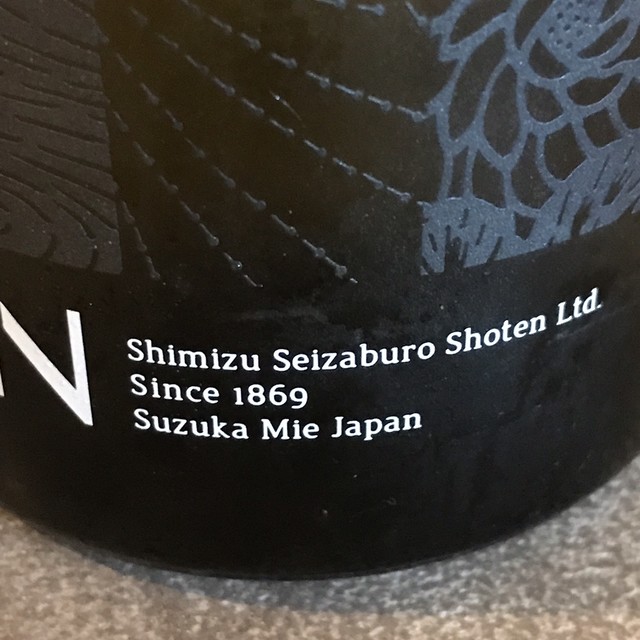 N
Shimizu Seizaburo Shoten Ltd.
Since 1869
Suzuka Mie Japan